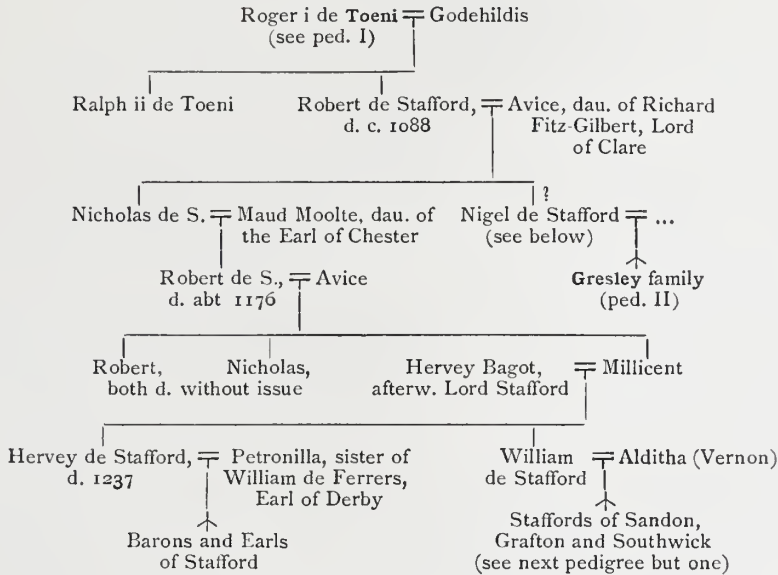 Roger i de Toeni = Godehildis
(see ped. I)
Ralph ii de Toeni Robert de Stafford, = Avice, dau. of Richard
d. c. 1088 Fitz-Gilbert, Lord
of Clare
?
Nicholas de S. = Maud Moolte, dau. of Nigel de Stafford = ...
the Earl of Chester (see below)
Robert de S., = Avice Gresley family
d. abt 1176 (ped. II)
Robert, Nicholas, Hervey Bagot, = Millicent
both d. without issue afterw. Lord Stafford
Hervey de Stafford, = Petronilla, sister of William = Alditha (Vernon)
d. 1237 William de Ferrers, de Stafford
Earl of Derby
Barons and Earls Staffords of Sandon,
of Stafford Grafton and Southwick
(see next pedigree but one)